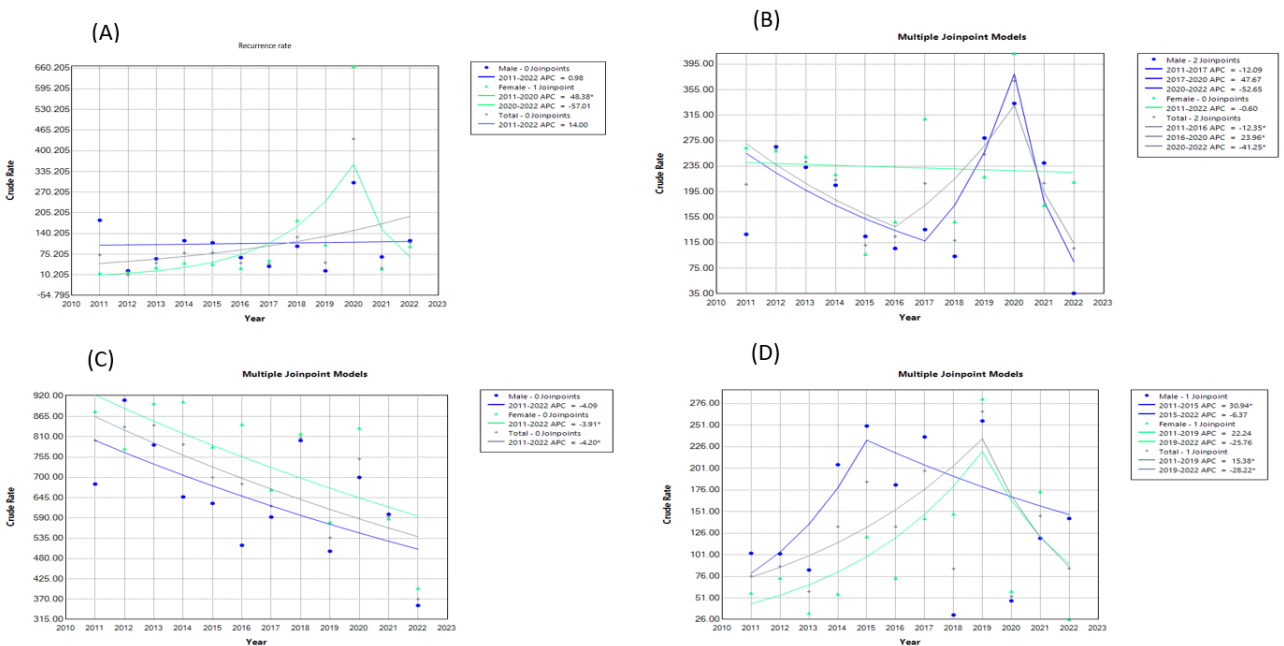 (A)
Recurrence rate
660.205
595.205
530.205
465.205
400.205
335.205
270.205
205.205
140.205
75.205
10.205
-54.795
Crude Rate
2010 2011 2012 2013 2014 2015 2016 2017 2018 2019 2020 2021 2022 2023
Year
Male - 0 Joinpoints
2011-2022 APC = 0.98
Female - 1 Joinpoint
2011-2020 APC = 48.38*
2020-2022 APC = -57.01
Total - 0 Joinpoints
2011-2022 APC = 14.00
(B)
Multiple Joinpoint Models
395.00
355.00
315.00
275.00
235.00
195.00
155.00
115.00
75.00
35.00
Crude Rate
2010 2011 2012 2013 2014 2015 2016 2017 2018 2019 2020 2021 2022 2023
Year
Male - 2 Joinpoints
2011-2017 APC = -12.09
2017-2020 APC = 47.67
2020-2022 APC = -52.65
Female - 0 Joinpoints
2011-2022 APC = -0.60
Total - 2 Joinpoints
2011-2016 APC = -12.35*
2016-2020 APC = 23.96*
2020-2022 APC = -41.25*
(C)
Multiple Joinpoint Models
920.00
865.00
810.00
755.00
700.00
645.00
590.00
535.00
480.00
425.00
370.00
315.00
Crude Rate
2010 2011 2012 2013 2014 2015 2016 2017 2018 2019 2020 2021 2022 2023
Year
Male - 0 Joinpoints
2011-2022 APC = -4.09
Female - 0 Joinpoints
2011-2022 APC = -3.91*
Total - 0 Joinpoints
2011-2022 APC = -4.20*
(D)
Multiple Joinpoint Models
276.00
251.00
226.00
201.00
176.00
151.00
126.00
101.00
76.00
51.00
26.00
Crude Rate
2010 2011 2012 2013 2014 2015 2016 2017 2018 2019 2020 2021 2022 2023
Year
Male - 1 Joinpoint
2011-2015 APC = 30.94*
2015-2022 APC = -6.37
Female - 1 Joinpoint
2011-2019 APC = 22.24
2019-2022 APC = -25.76
Total - 1 Joinpoint
2011-2019 APC = 15.38*
2019-2022 APC = -28.22*